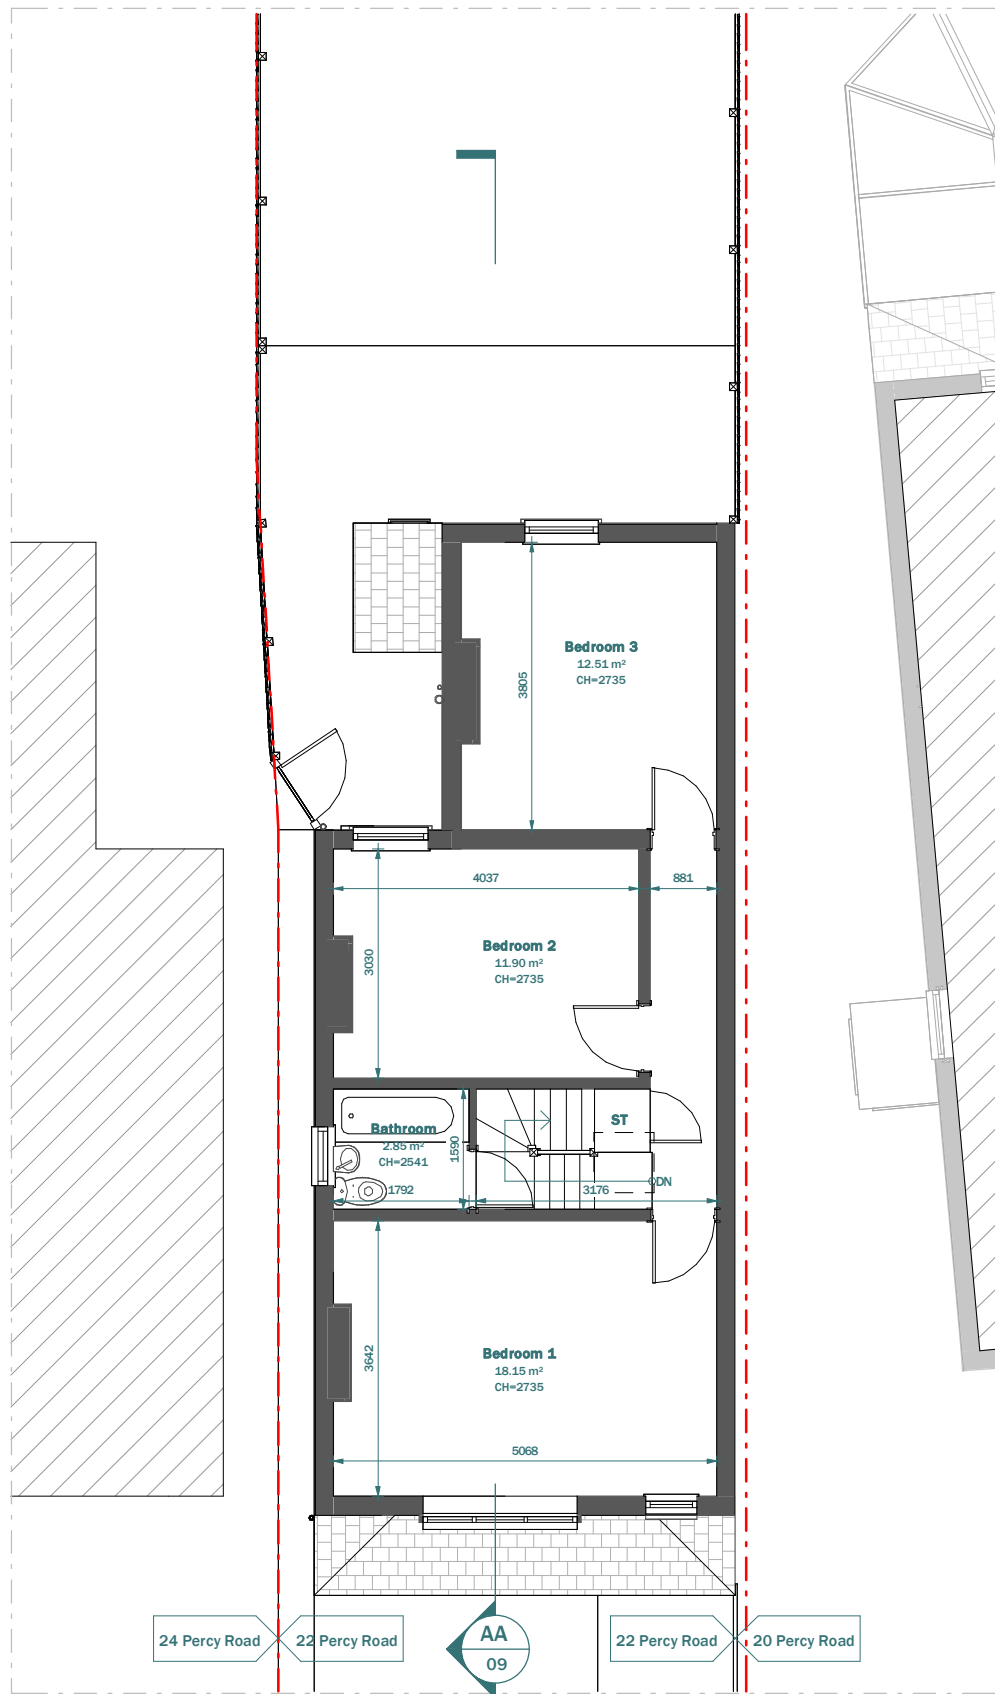 Bedroom 3
12.51 m²
CH=2735
3805
4037
881
Bedroom 2
11.90 m²
CH=2735
3030
ST
Bathroom
2.85 m²
CH=2541
1590
1792
3176
DN
Bedroom 1
18.15 m²
CH=2735
3642
5068
24 Percy Road
22 Percy Road
AA
09
22 Percy Road
20 Percy Road